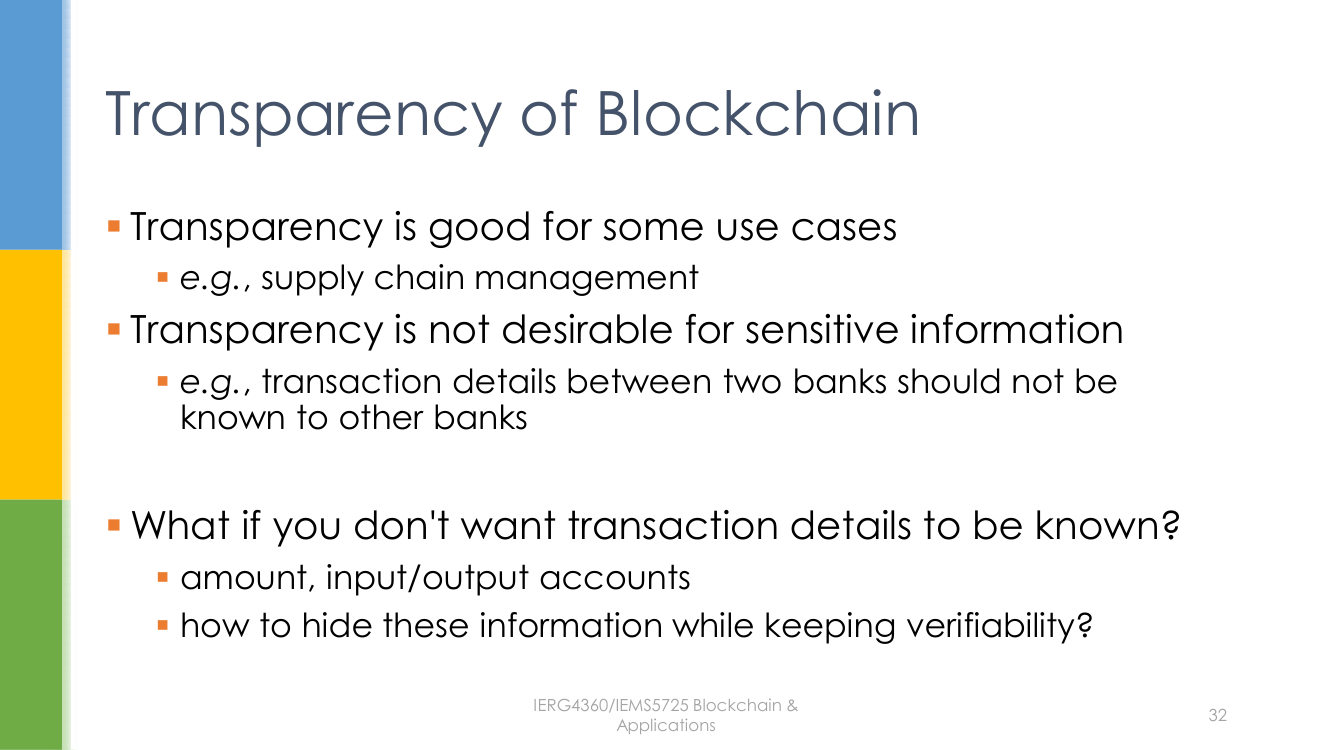 Transparency of Blockchain
▪ Transparency is good for some use cases
▪ e.g., supply chain management
▪ Transparency is not desirable for sensitive information
▪ e.g., transaction details between two banks should not be
known to other banks
▪ What if you don't want transaction details to be known?
▪ amount, input/output accounts
▪ how to hide these information while keeping verifiability?
IERG4360/IEMS5725 Blockchain &
Applications
32